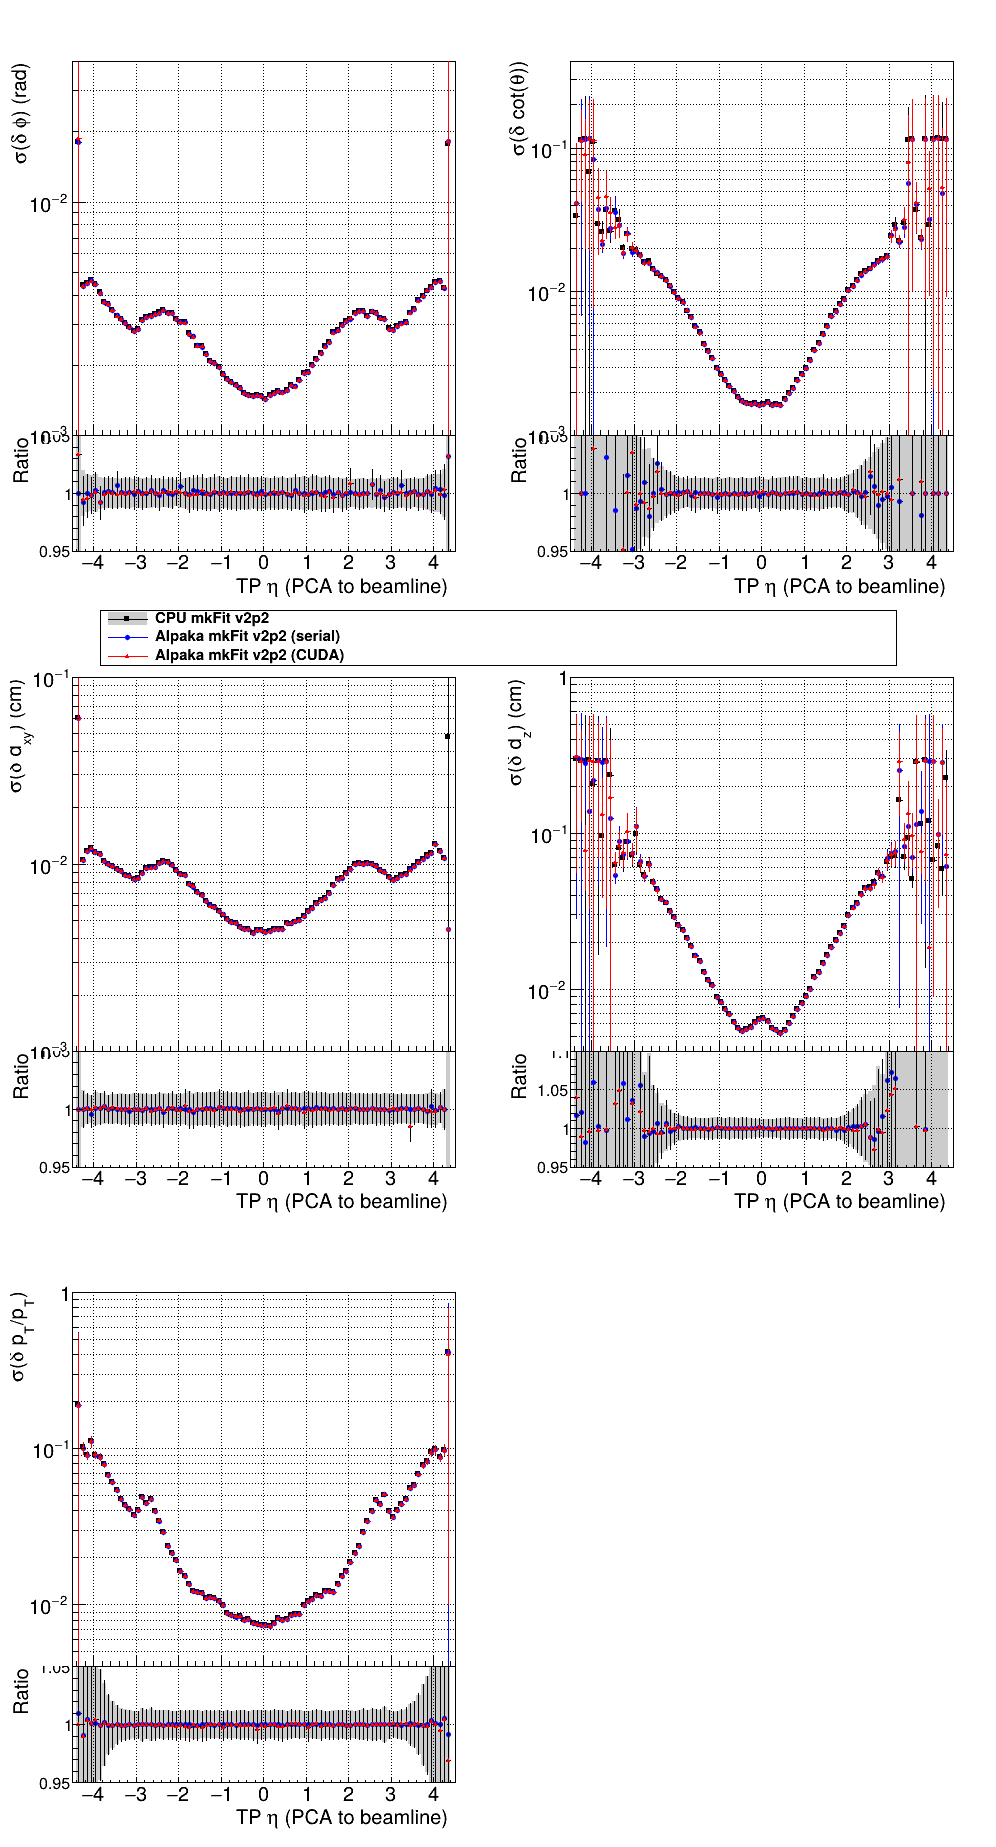 σ(δ φ) (rad)
10⁻²
10⁻³
Ratio
1
0.95
−4 −3 −2 −1 0 1 2 3 4
TP η (PCA to beamline)
σ(δ cot(θ))
10⁻¹
10⁻²
10⁻³
Ratio
1
0.95
−4 −3 −2 −1 0 1 2 3 4
TP η (PCA to beamline)
CPU mkFit v2p2
Alpaka mkFit v2p2 (serial)
Alpaka mkFit v2p2 (CUDA)
σ(δ d_xy) (cm)
10⁻¹
10⁻²
10⁻³
Ratio
1
0.95
−4 −3 −2 −1 0 1 2 3 4
TP η (PCA to beamline)
σ(δ d_z) (cm)
1
10⁻¹
10⁻²
Ratio
1.1
1.05
1
0.95
−4 −3 −2 −1 0 1 2 3 4
TP η (PCA to beamline)
σ(δ p_T/p_T)
1
10⁻¹
10⁻²
Ratio
1.05
1
0.95
−4 −3 −2 −1 0 1 2 3 4
TP η (PCA to beamline)